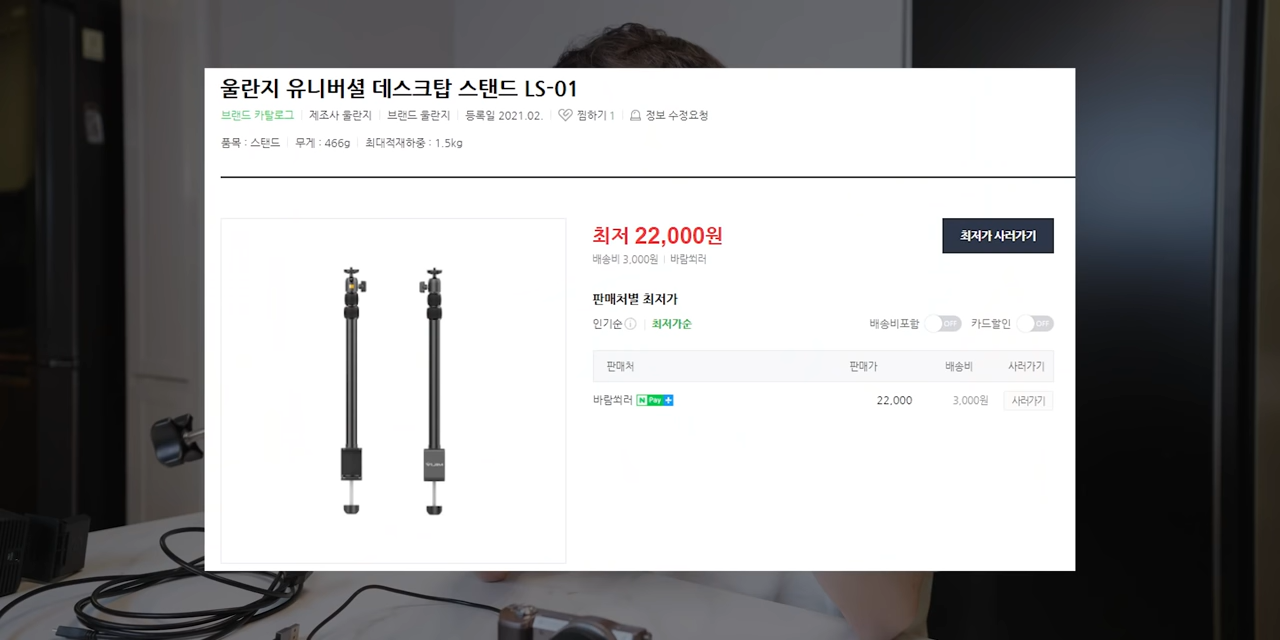 울란지 유니버셜 데스크탑 스탠드 LS-01
브랜드 카탈로그 제조사 울란지 브랜드 울란지 등록일 2021.02. 찜하기 1 정보 수정요청
품목 : 스탠드 무게 : 466g 최대적재하중 : 1.5kg
최저 22,000원
최저가 사러가기
배송비 3,000원 바람쐬러
판매처별 최저가
인기순 최저가순 배송비포함 OFF 카드할인 OFF
판매처 판매가 배송비 사러가기
바람쐬러 N Pay + 22,000 3,000원 사러가기